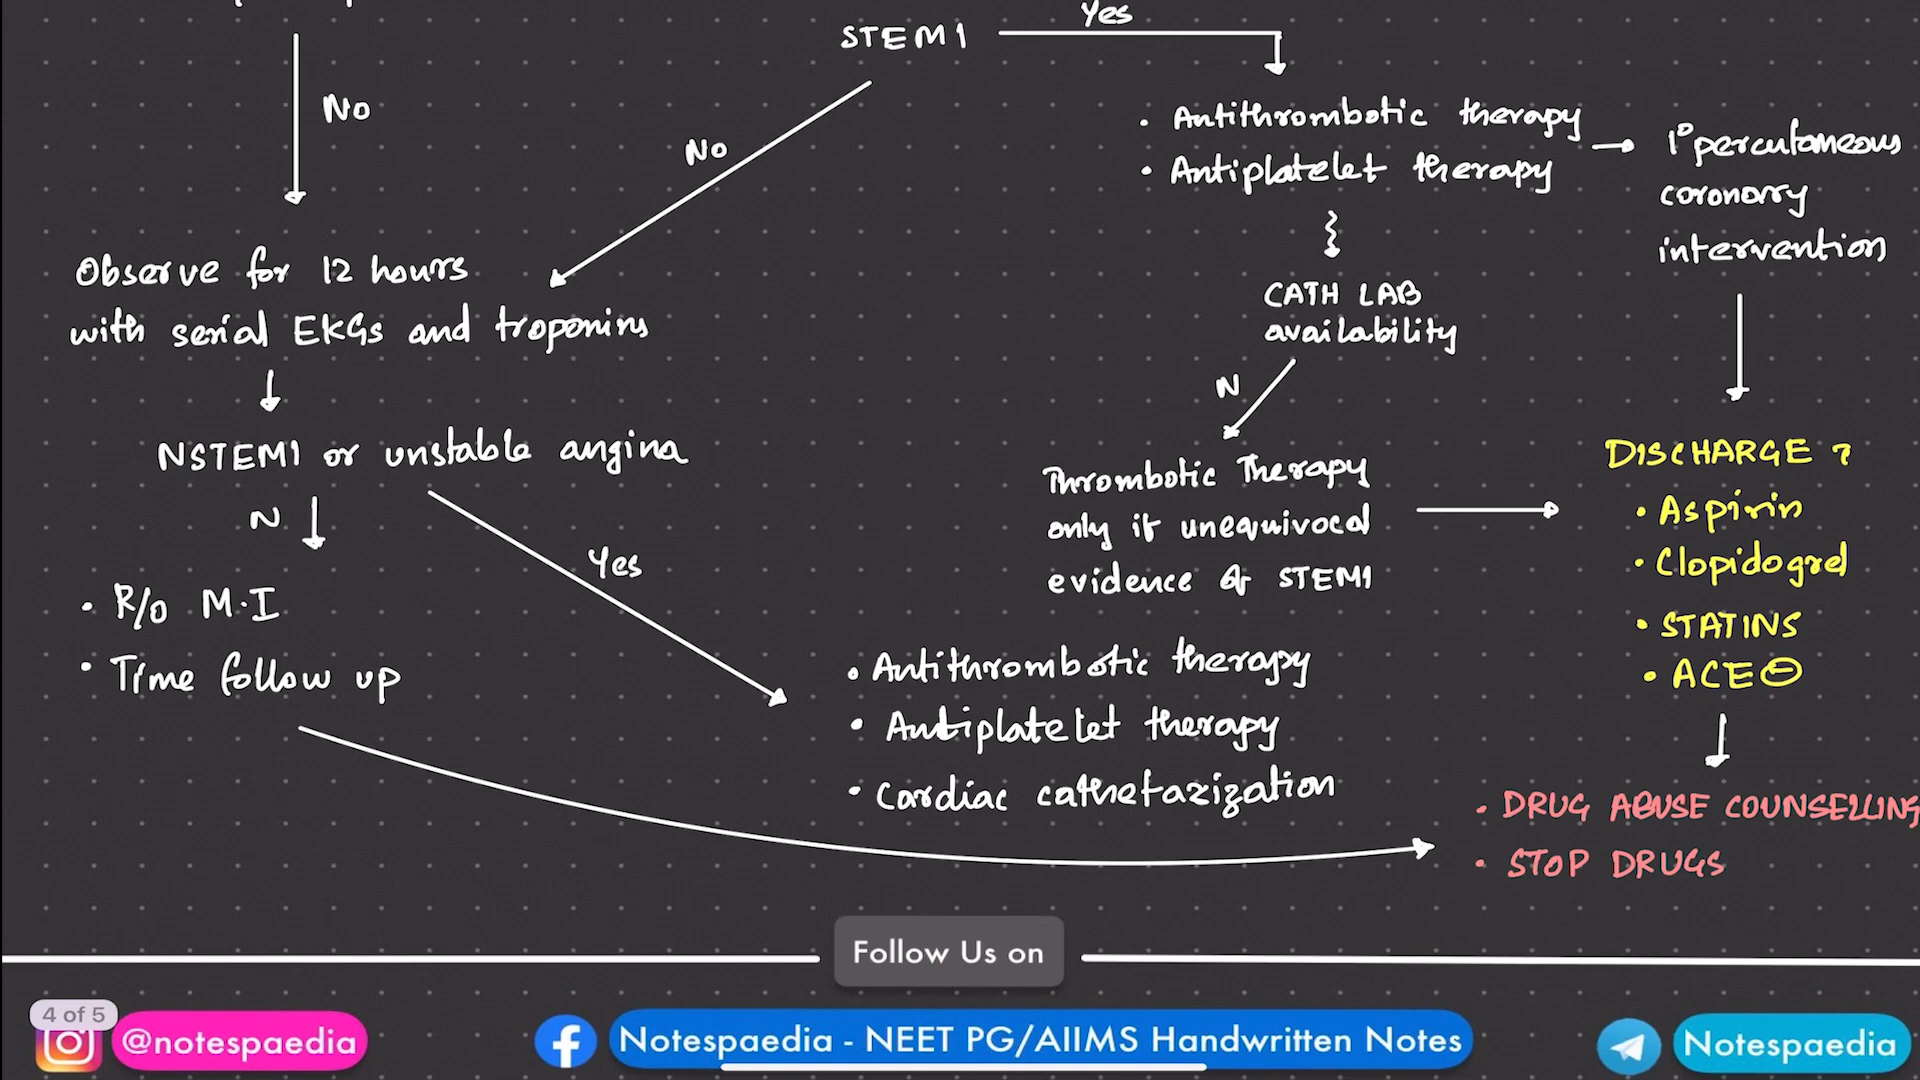 Yes
STEMI
No
No
• Antithrombotic therapy
• Antiplatelet therapy
1° percutaneous
coronary
intervention
Observe for 12 hours
with serial EKGs and troponins
CATH LAB
availability
N
NSTEMI or unstable angina
N
Yes
Thrombotic Therapy
only if unequivocal
evidence of STEMI
DISCHARGE
• Aspirin
• Clopidogrel
• STATINS
• ACE⊖
• R/o M.I
• Time follow up
• Antithrombotic therapy
• Antiplatelet therapy
• Cardiac cathetazization
• DRUG ABUSE COUNSELLING
• STOP DRUGS
Follow Us on
4 of 5
@notespaedia
Notespaedia - NEET PG/AIIMS Handwritten Notes
Notespaedia